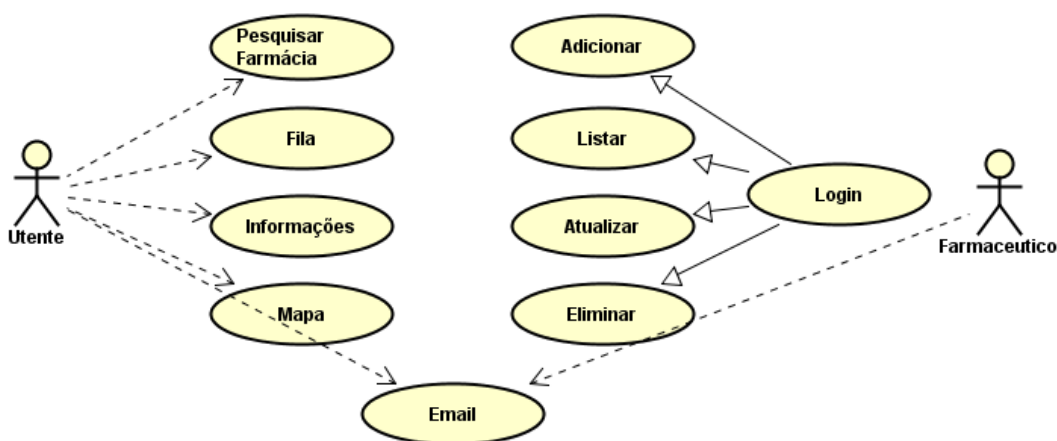 Pesquisar
Farmácia
Adicionar
Fila
Listar
Login
Utente
Informações
Atualizar
Farmaceutico
Mapa
Eliminar
Email